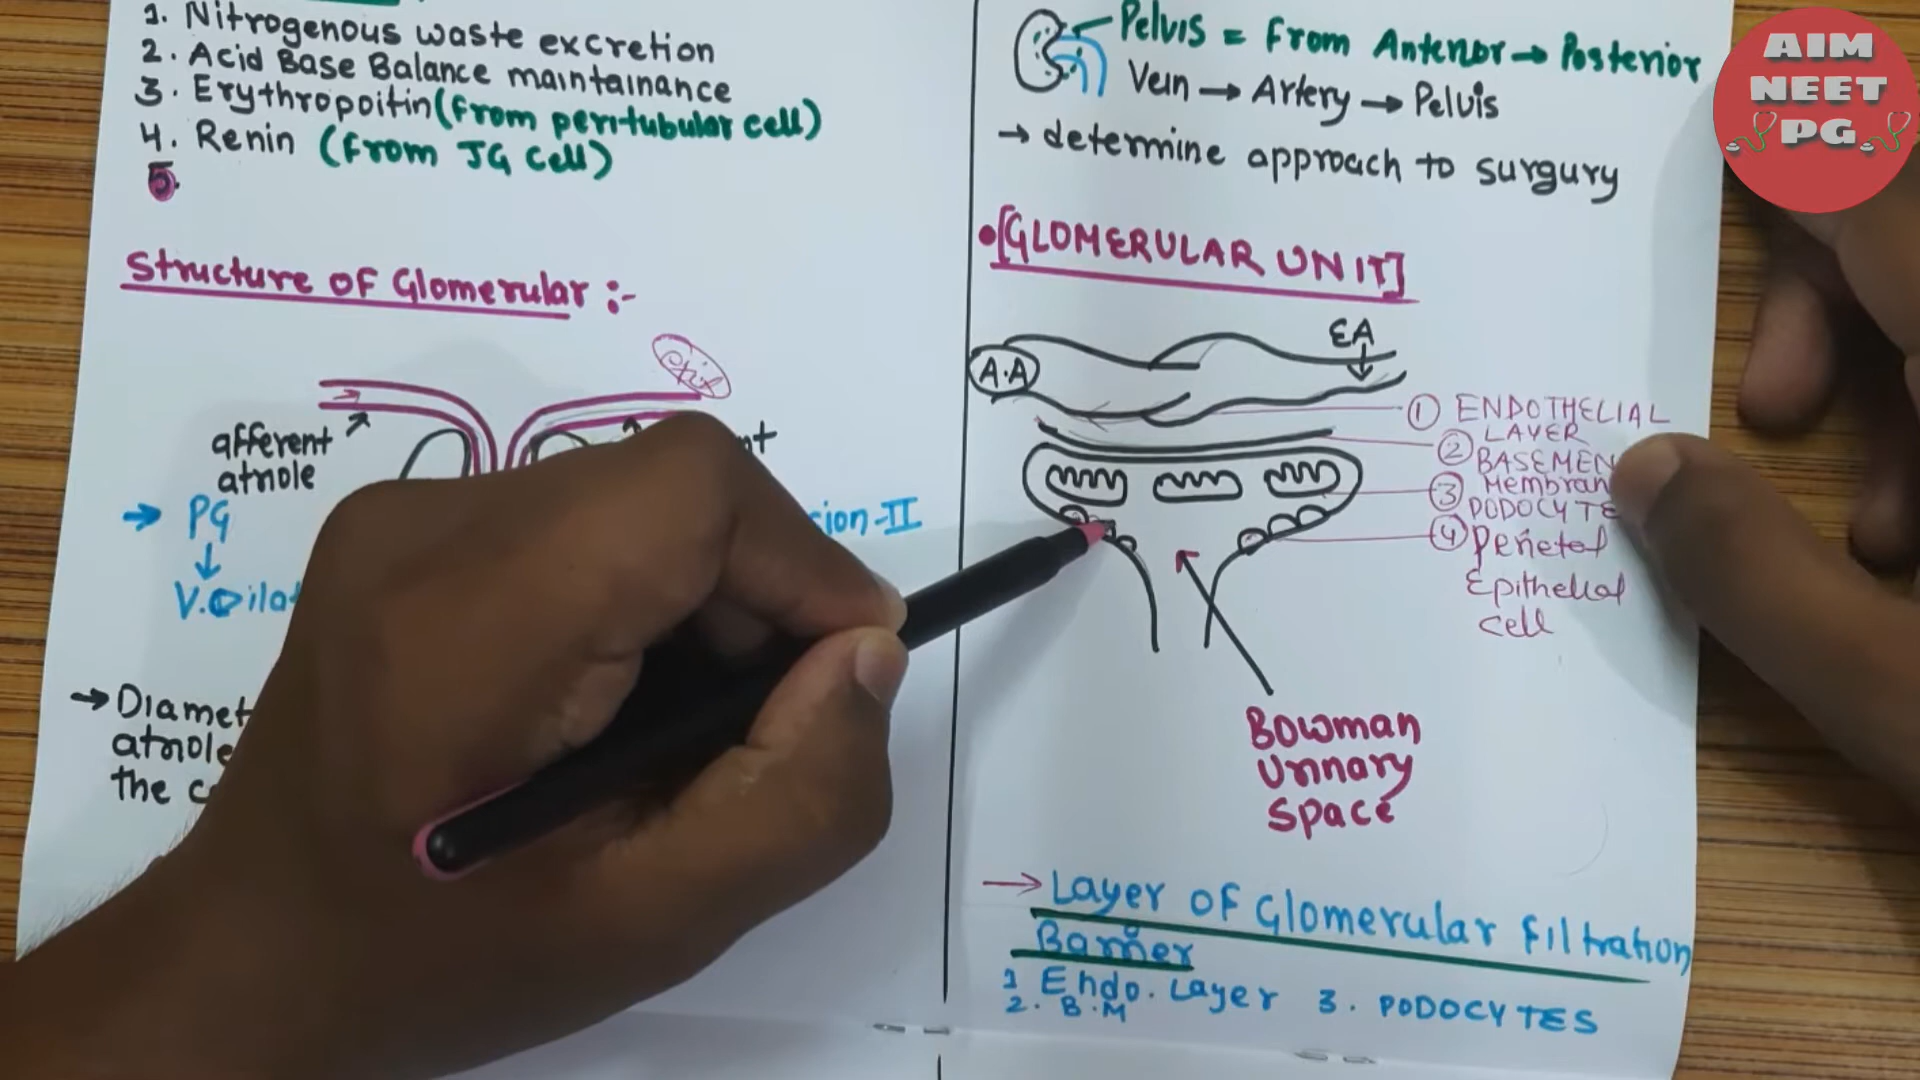 1. Nitrogenous waste excretion
2. Acid Base Balance maintainance
3. Erythropoitin (from peritubular cell)
4. Renin (from JG cell)
5.
Structure of Glomerular :-
afferent
atriole
→ PG
↓
→ Diamet
atriole
the c
Pelvis = From Anterior → Posterior
Vein → Artery → Pelvis
→ determine approach to surgury
• [GLOMERULAR UNIT]
A.A
EA
① ENDOTHELIAL
LAYER
② BASEMEN
Membran
③ PODOCYTE
④ Perietal
Epithelial
cell
Bowman
Urinary
Space
→ Layer of Glomerular Filtration
Barrier
1 Endo. Layer 3. PODOCYTES
2. B.M
AIM
NEET
PG